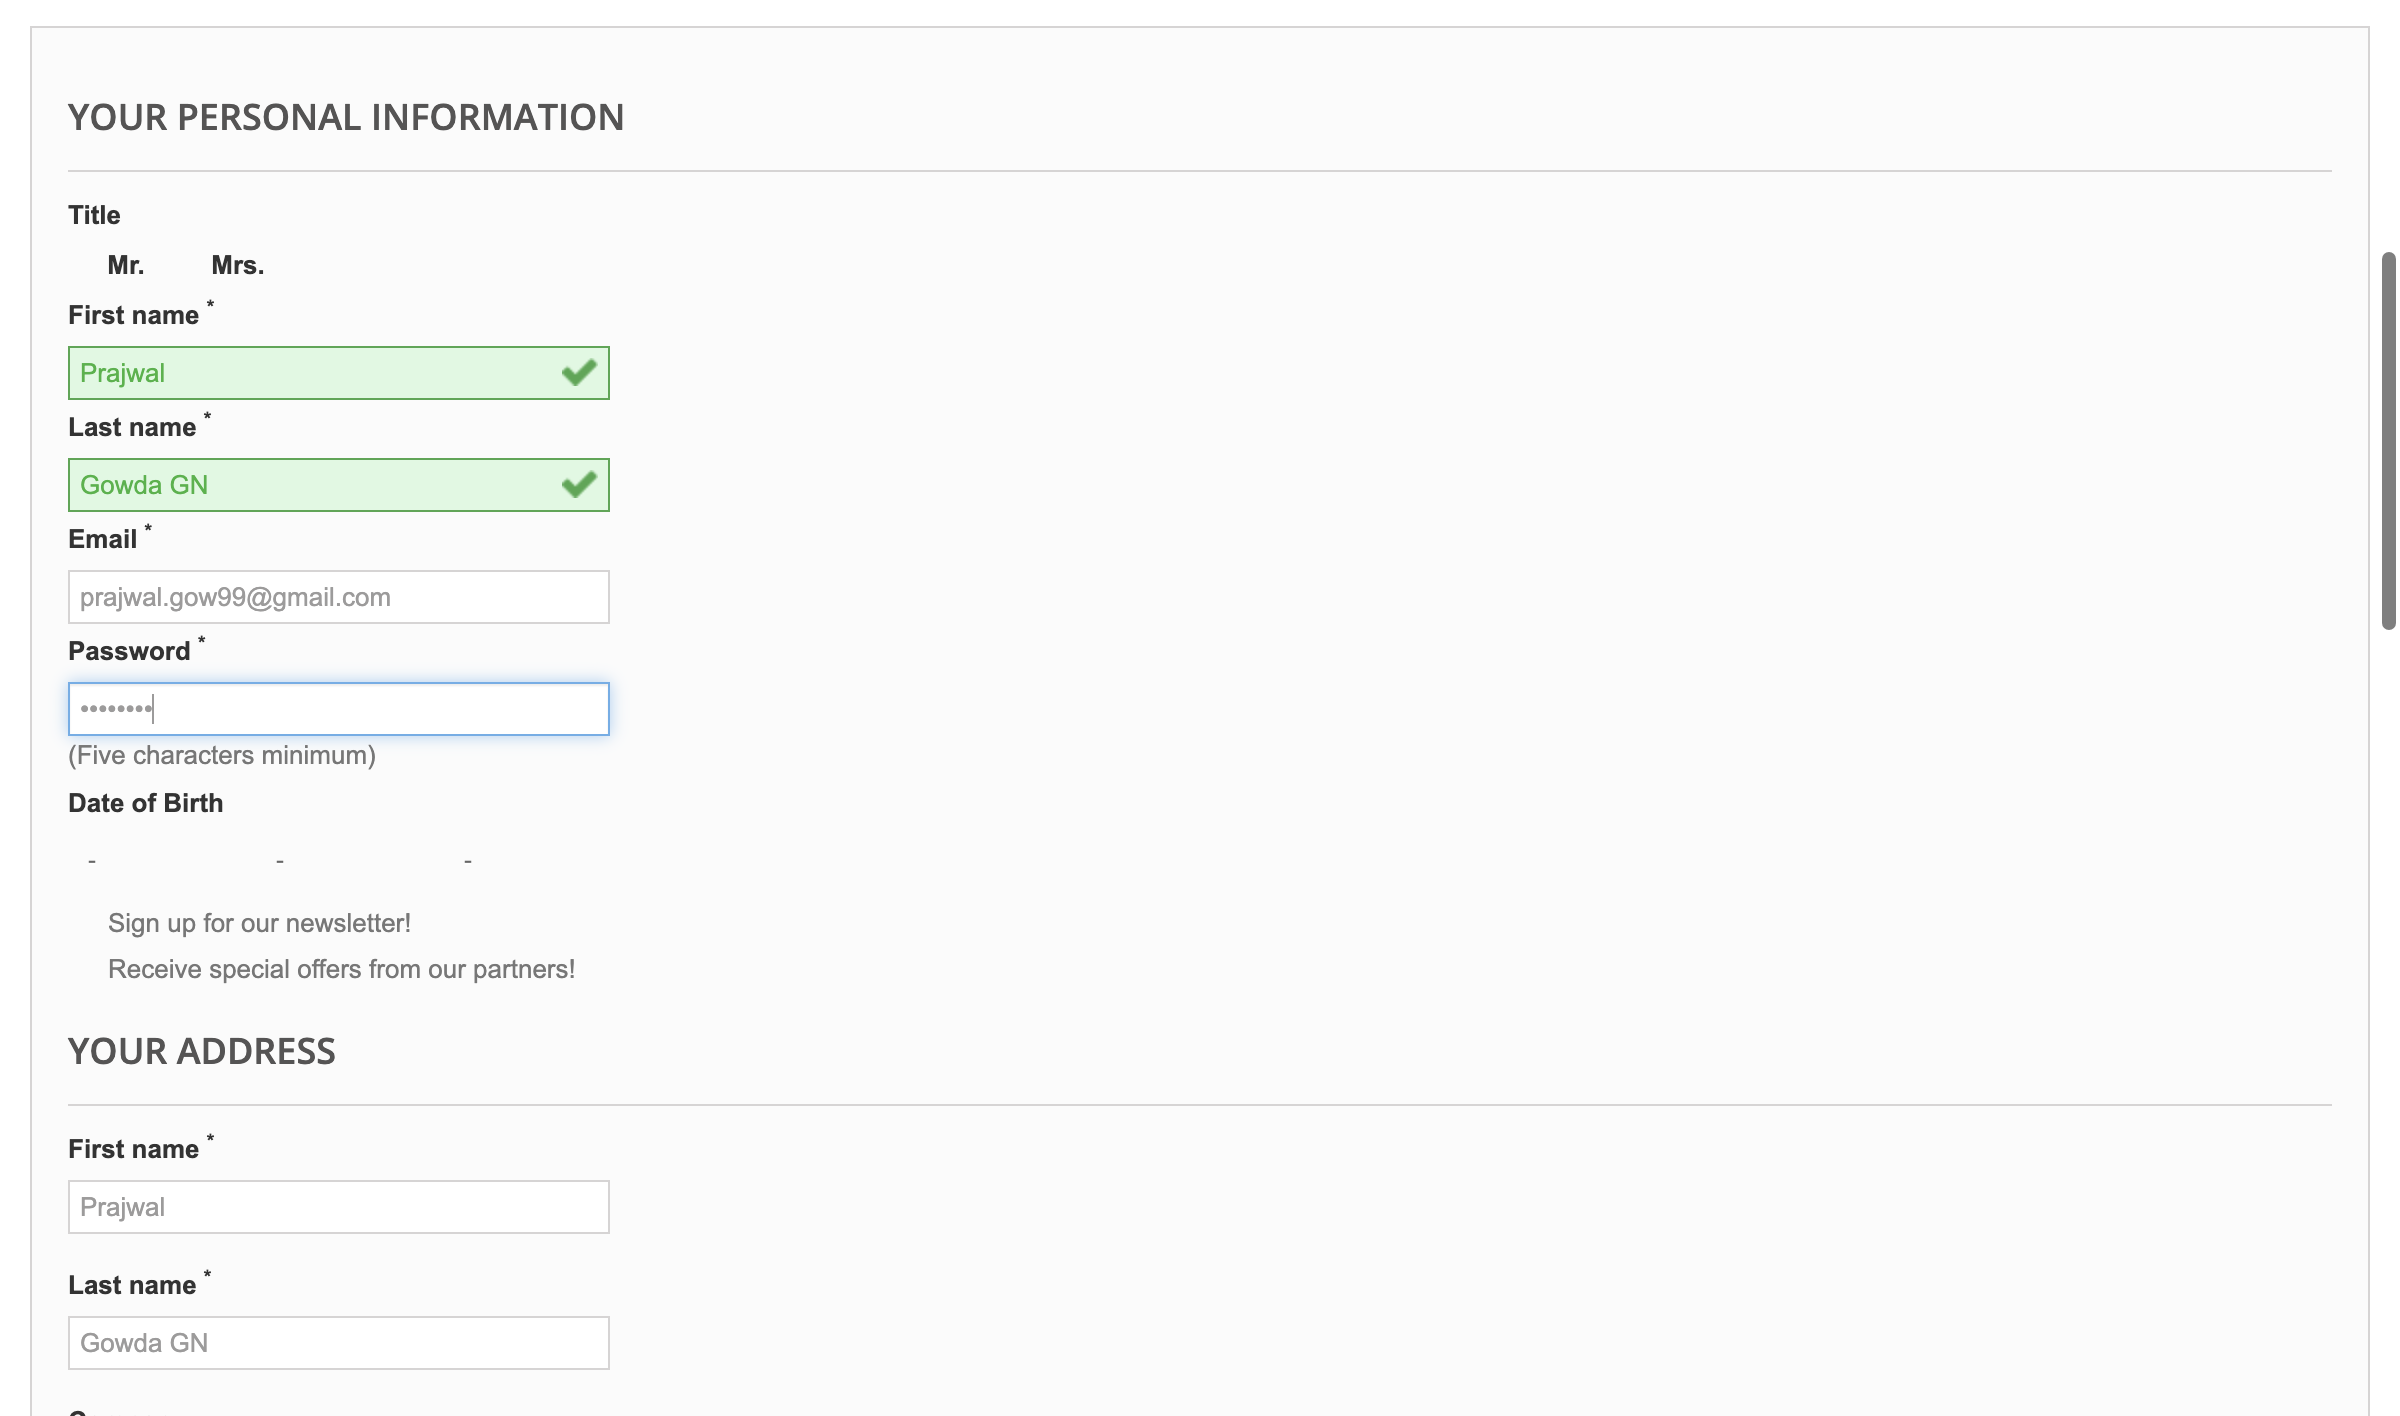 YOUR PERSONAL INFORMATION
Title
Mr. Mrs.
First name *
Prajwal
Last name *
Gowda GN
Email *
prajwal.gow99@gmail.com
Password *
••••••••
(Five characters minimum)
Date of Birth
- - -
Sign up for our newsletter!
Receive special offers from our partners!
YOUR ADDRESS
First name *
Prajwal
Last name *
Gowda GN